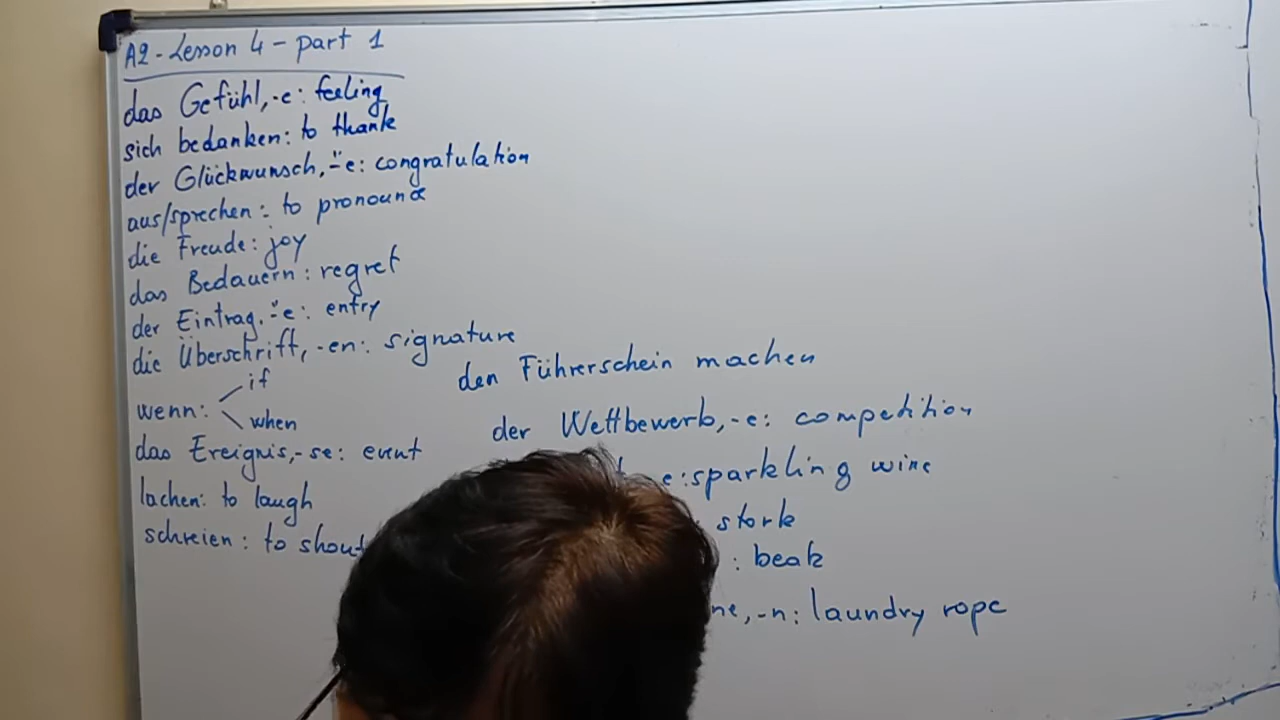 A2 - Lesson 4 - part 1
das Gefühl, -e: feeling
sich bedanken: to thank
der Glückwunsch, -̈e: congratulation
aus/sprechen: to pronounce
die Freude: joy
das Bedauern: regret
der Eintrag, -̈e: entry
die Überschrift, -en: signature
wenn: if
when
das Ereignis, -se: event
lachen: to laugh
schreien: to shout
den Führerschein machen
der Wettbewerb, -e: competition
e: sparkling wine
stork
: beak
ne, -n: laundry rope